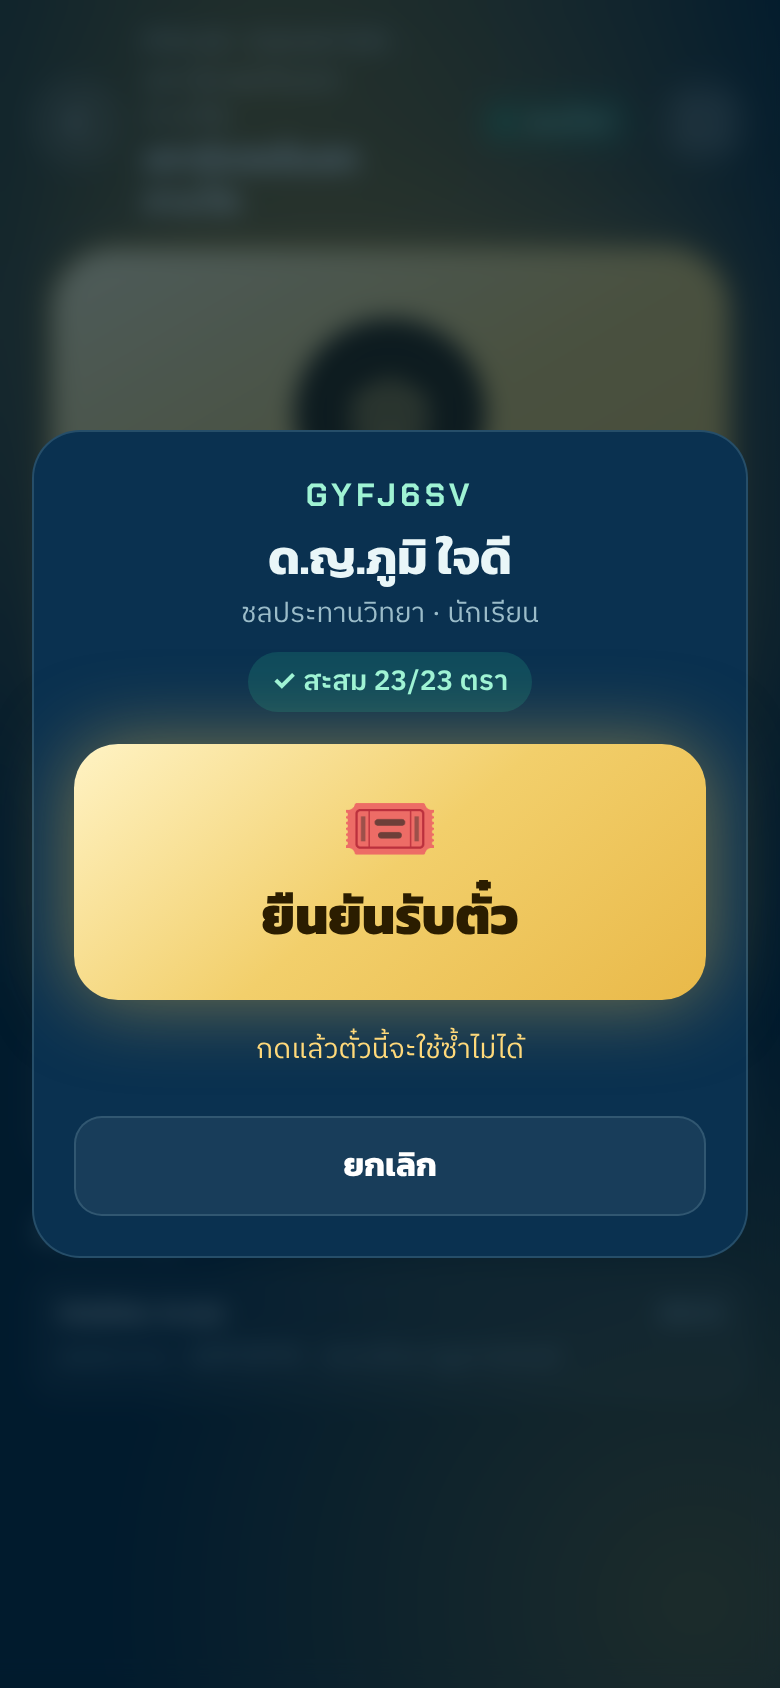 GYFJ6SV
ด.ญ.ภูมิ ใจดี
ชลประทานวิทยา · นักเรียน
✓ สะสม 23/23 ตรา
ยืนยันรับตั๋ว
กดแล้วตั๋วนี้จะใช้ซ้ำไม่ได้
ยกเลิก